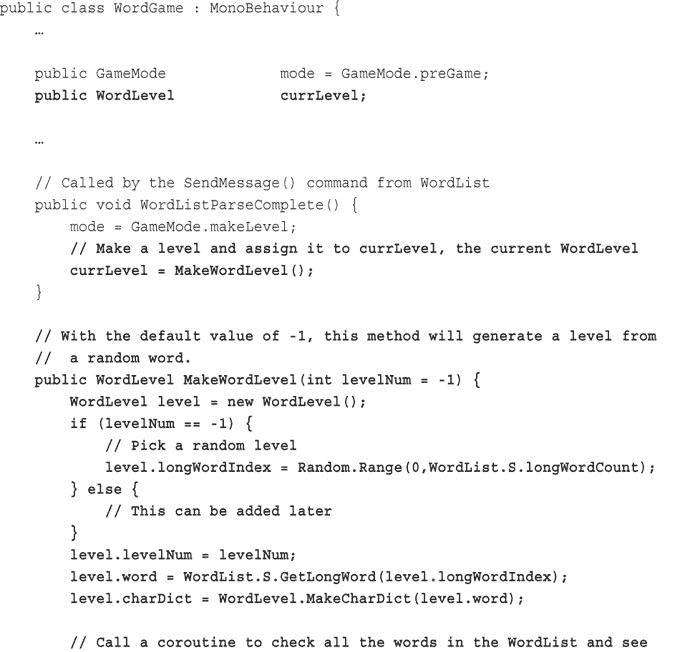 public class WordGame : MonoBehaviour {
    …
    public GameMode             mode = GameMode.preGame;
    public WordLevel            currLevel;
    …
    // Called by the SendMessage() command from WordList
    public void WordListParseComplete() {
        mode = GameMode.makeLevel;
        // Make a level and assign it to currLevel, the current WordLevel
        currLevel = MakeWordLevel();
    }
    // With the default value of -1, this method will generate a level from
    //  a random word.
    public WordLevel MakeWordLevel(int levelNum = -1) {
        WordLevel level = new WordLevel();
        if (levelNum == -1) {
            // Pick a random level
            level.longWordIndex = Random.Range(0,WordList.S.longWordCount);
        } else {
            // This can be added later
        }
        level.levelNum = levelNum;
        level.word = WordList.S.GetLongWord(level.longWordIndex);
        level.charDict = WordLevel.MakeCharDict(level.word);
        // Call a coroutine to check all the words in the WordList and see